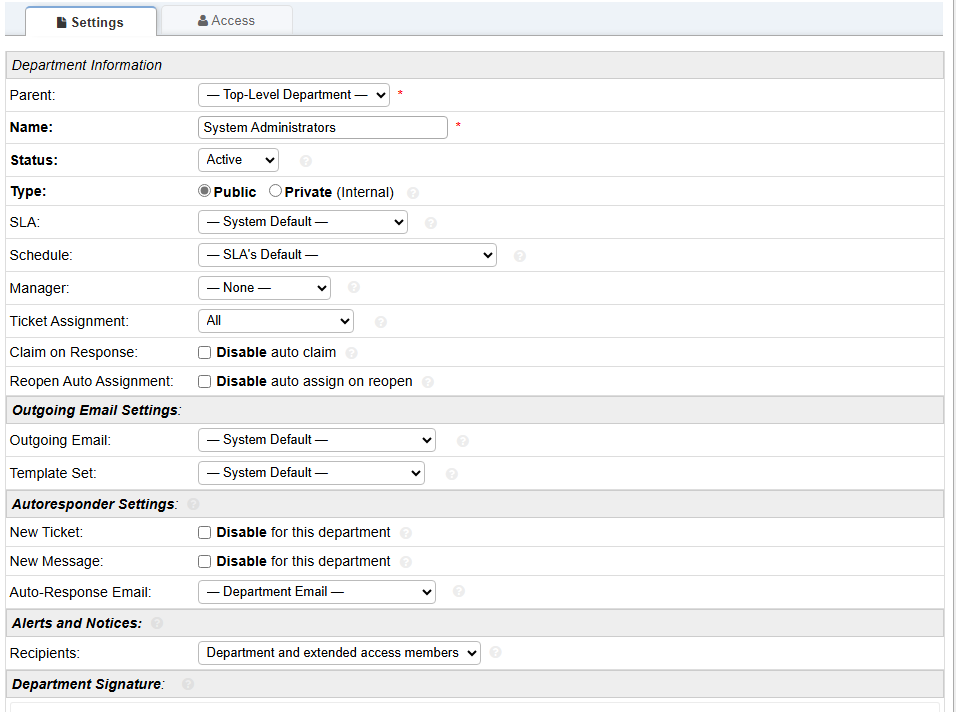 Settings Access
Department Information
Parent: — Top-Level Department — *
Name: System Administrators *
Status: Active ?
Type: Public Private (Internal) ?
SLA: — System Default — ?
Schedule: — SLA's Default — ?
Manager: — None — ?
Ticket Assignment: All ?
Claim on Response: Disable auto claim ?
Reopen Auto Assignment: Disable auto assign on reopen ?
Outgoing Email Settings:
Outgoing Email: — System Default — ?
Template Set: — System Default — ?
Autoresponder Settings: ?
New Ticket: Disable for this department ?
New Message: Disable for this department ?
Auto-Response Email: — Department Email — ?
Alerts and Notices: ?
Recipients: Department and extended access members ?
Department Signature: ?